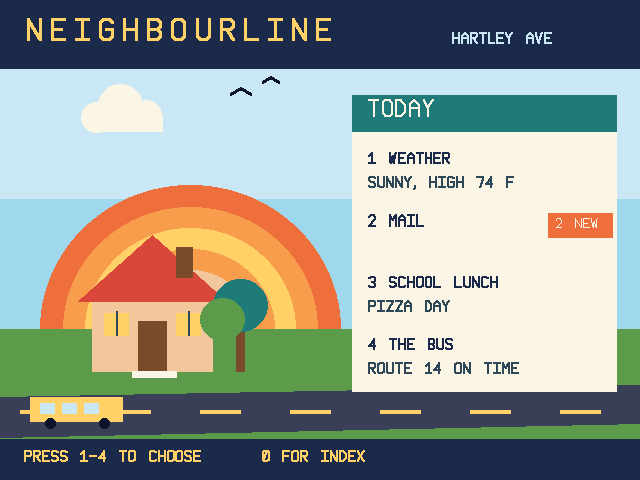 NEIGHBOURLINE
HARTLEY AVE
TODAY
1 WEATHER
SUNNY, HIGH 74 F
2 MAIL
2 NEW
3 SCHOOL LUNCH
PIZZA DAY
4 THE BUS
ROUTE 14 ON TIME
PRESS 1-4 TO CHOOSE
0 FOR INDEX